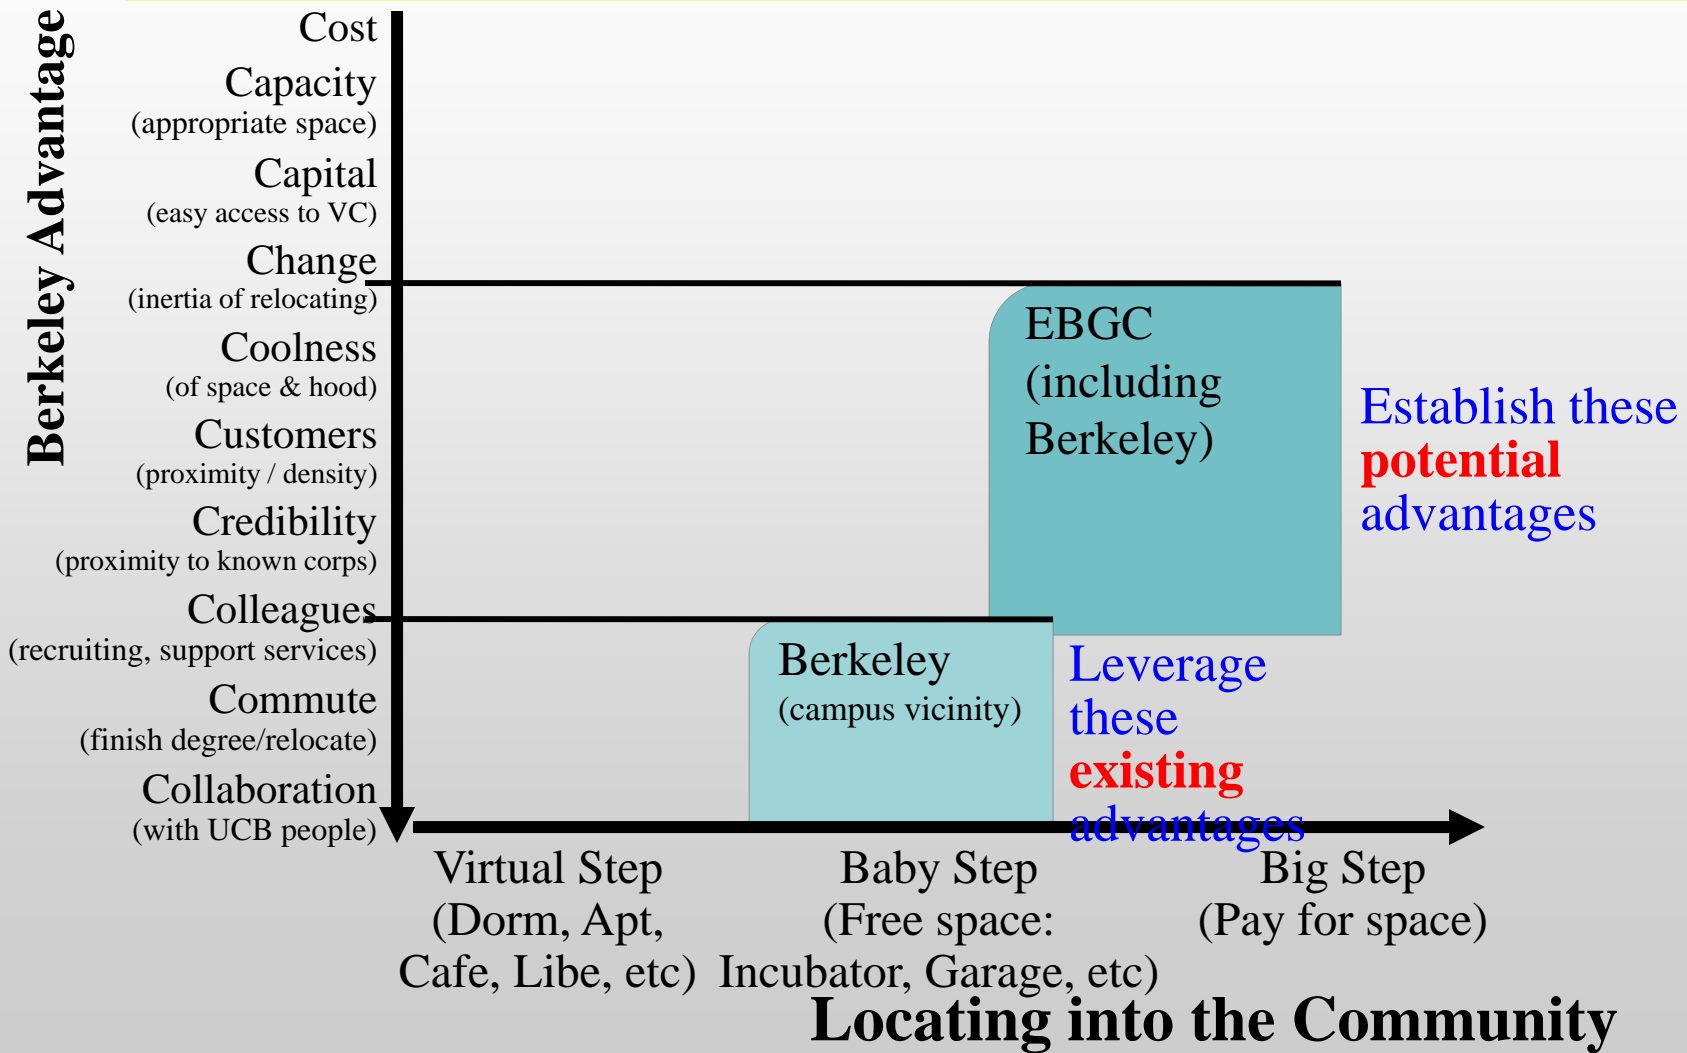 Berkeley Advantage
Cost
Capacity
(appropriate space)
Capital
(easy access to VC)
Change
(inertia of relocating)
Coolness
(of space & hood)
Customers
(proximity / density)
Credibility
(proximity to known corps)
Colleagues
(recruiting, support services)
Commute
(finish degree/relocate)
Collaboration
(with UCB people)
EBGC
(including
Berkeley)
Establish these
potential
advantages
Berkeley
(campus vicinity)
Leverage
these
existing
advantages
Virtual Step
(Dorm, Apt,
Cafe, Libe, etc)
Baby Step
(Free space:
Incubator, Garage, etc)
Big Step
(Pay for space)
Locating into the Community